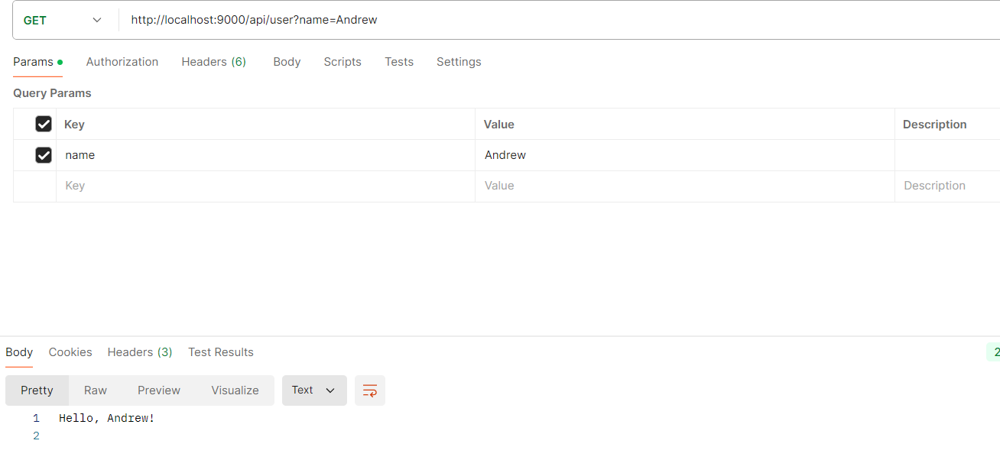 GET http://localhost:9000/api/user?name=Andrew
Params Authorization Headers (6) Body Scripts Tests Settings
Query Params
Key Value Description
name Andrew
Key Value Description
Body Cookies Headers (3) Test Results 2
Pretty Raw Preview Visualize Text
1 Hello, Andrew!
2